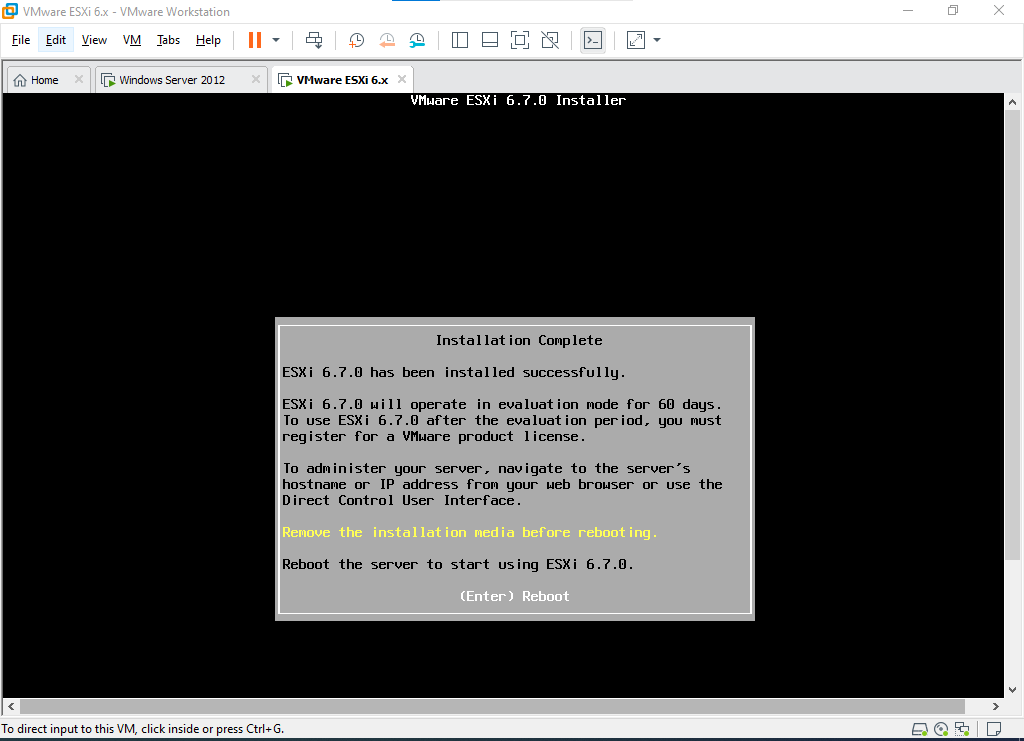 VMware ESXi 6.x - VMware Workstation
File Edit View VM Tabs Help
Home Windows Server 2012 VMware ESXi 6.x
VMware ESXi 6.7.0 Installer
Installation Complete
ESXi 6.7.0 has been installed successfully.
ESXi 6.7.0 will operate in evaluation mode for 60 days.
To use ESXi 6.7.0 after the evaluation period, you must
register for a VMware product license.
To administer your server, navigate to the server's
hostname or IP address from your web browser or use the
Direct Control User Interface.
Remove the installation media before rebooting.
Reboot the server to start using ESXi 6.7.0.
(Enter) Reboot
To direct input to this VM, click inside or press Ctrl+G.